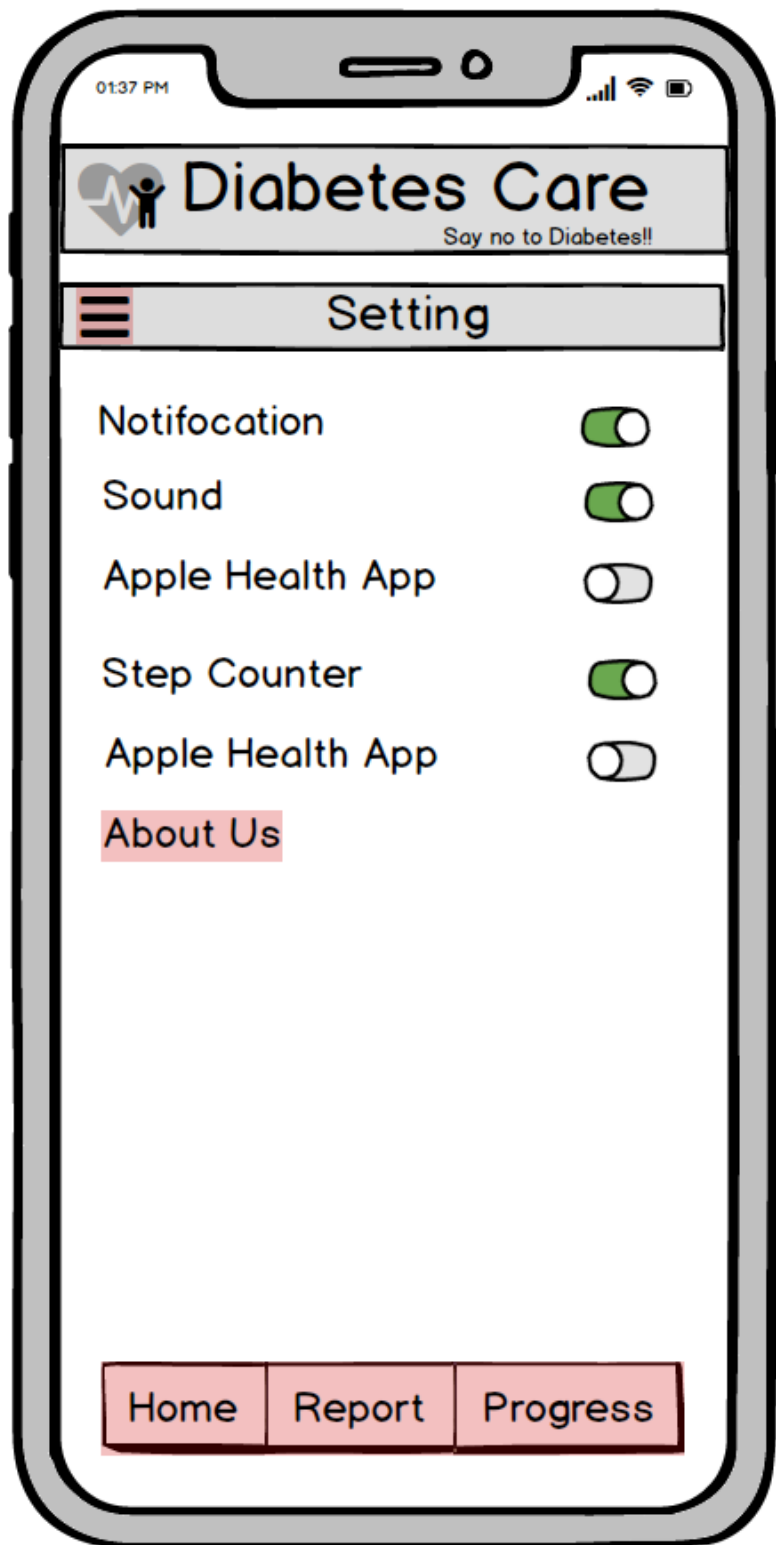 01:37 PM
Diabetes Care
Say no to Diabetes!!
Setting
Notifocation
Sound
Apple Health App
Step Counter
Apple Health App
About Us
Home Report Progress